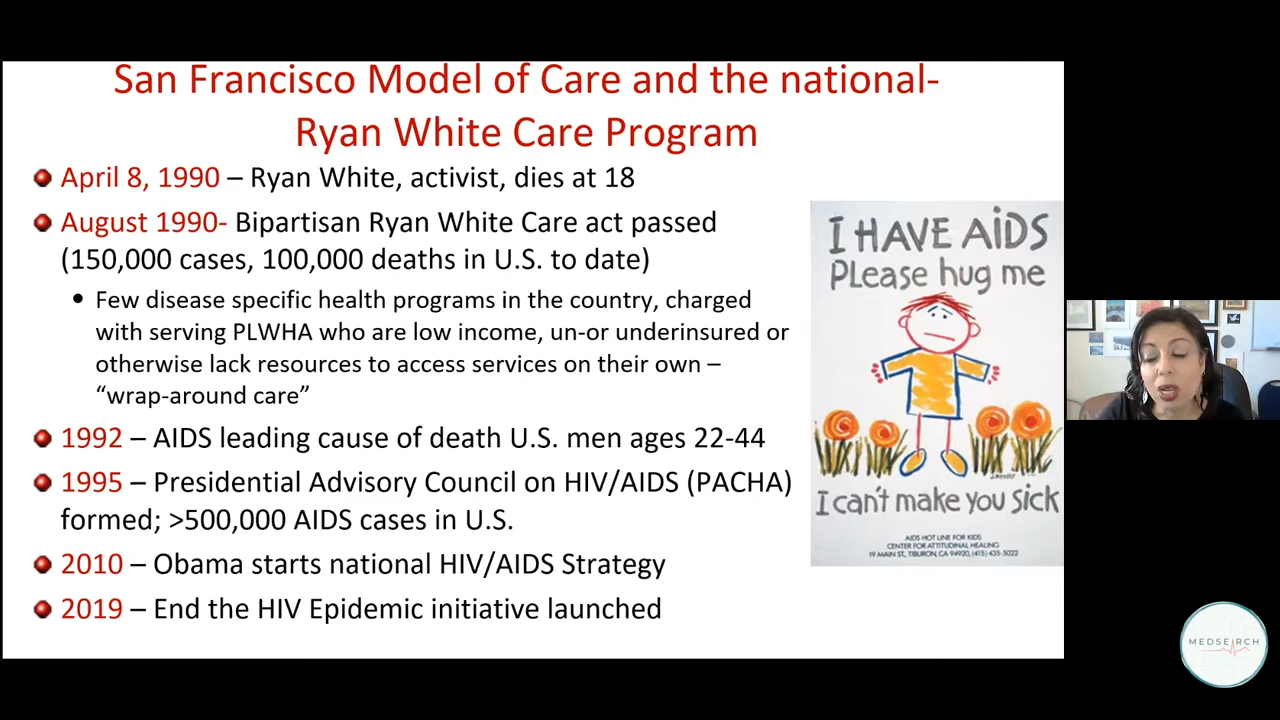 San Francisco Model of Care and the national-
Ryan White Care Program
April 8, 1990 – Ryan White, activist, dies at 18
August 1990- Bipartisan Ryan White Care act passed
(150,000 cases, 100,000 deaths in U.S. to date)
Few disease specific health programs in the country, charged
with serving PLWHA who are low income, un-or underinsured or
otherwise lack resources to access services on their own –
“wrap-around care”
1992 – AIDS leading cause of death U.S. men ages 22-44
1995 – Presidential Advisory Council on HIV/AIDS (PACHA)
formed; >500,000 AIDS cases in U.S.
2010 – Obama starts national HIV/AIDS Strategy
2019 – End the HIV Epidemic initiative launched
I HAVE AiDS
PLease hug me
I can't make you sick
AIDS HOT LINE FOR KIDS
CENTER FOR ATTITUDINAL HEALING
19 MAIN ST., TIBURON, CA 94920, (415) 435-5022
MEDSEARCH